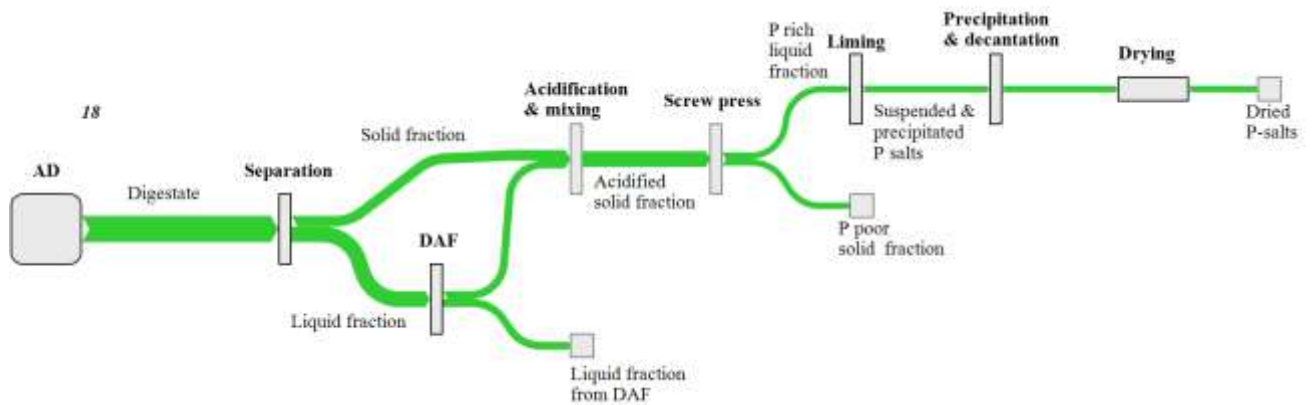 18
AD
Digestate
Separation
Solid fraction
Liquid fraction
DAF
Liquid fraction
from DAF
Acidification
& mixing
Acidified
solid fraction
Screw press
P rich
liquid
fraction
P poor
solid fraction
Liming
Suspended &
precipitated
P salts
Precipitation
& decantation
Drying
Dried
P-salts